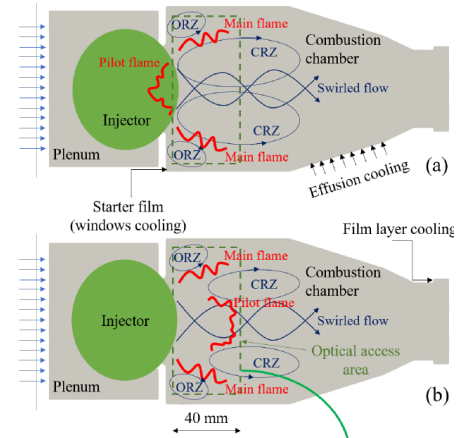 ORZ
Main flame
CRZ
Combustion
chamber
Pilot flame
Swirled flow
Injector
CRZ
ORZ
Main flame
Plenum
Effusion cooling
(a)
Starter film
(windows cooling)
Film layer cooling
ORZ
Main flame
CRZ
Combustion
chamber
Pilot flame
Injector
Swirled flow
Optical access
area
CRZ
ORZ
Main flame
Plenum
(b)
40 mm